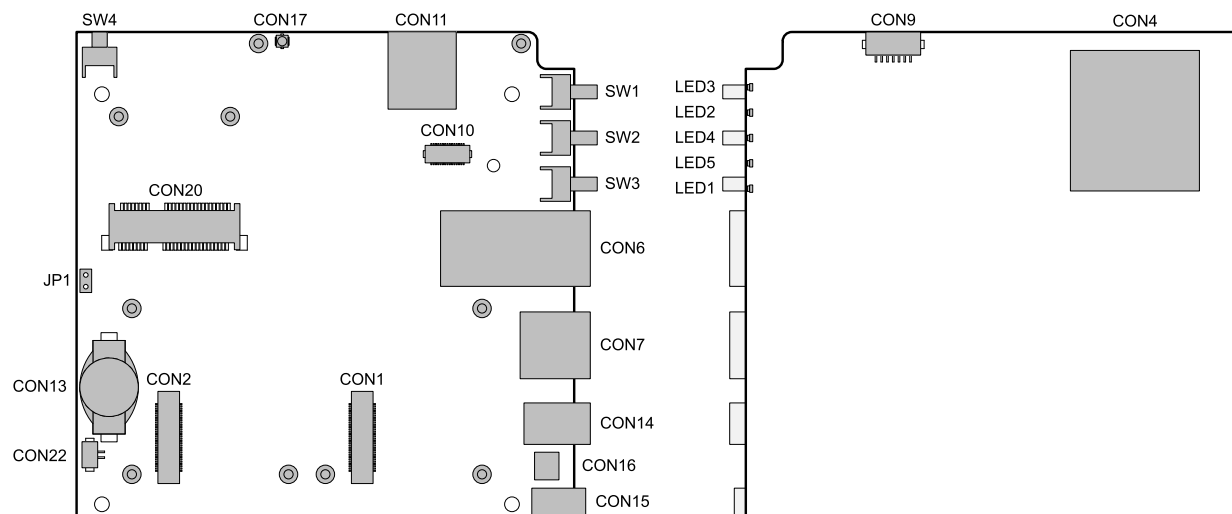 SW4
CON17
CON11
CON9
CON4
SW1
LED3
LED2
CON10
SW2
LED4
LED5
CON20
SW3
LED1
CON6
JP1
CON7
CON13
CON2
CON1
CON14
CON22
CON16
CON15